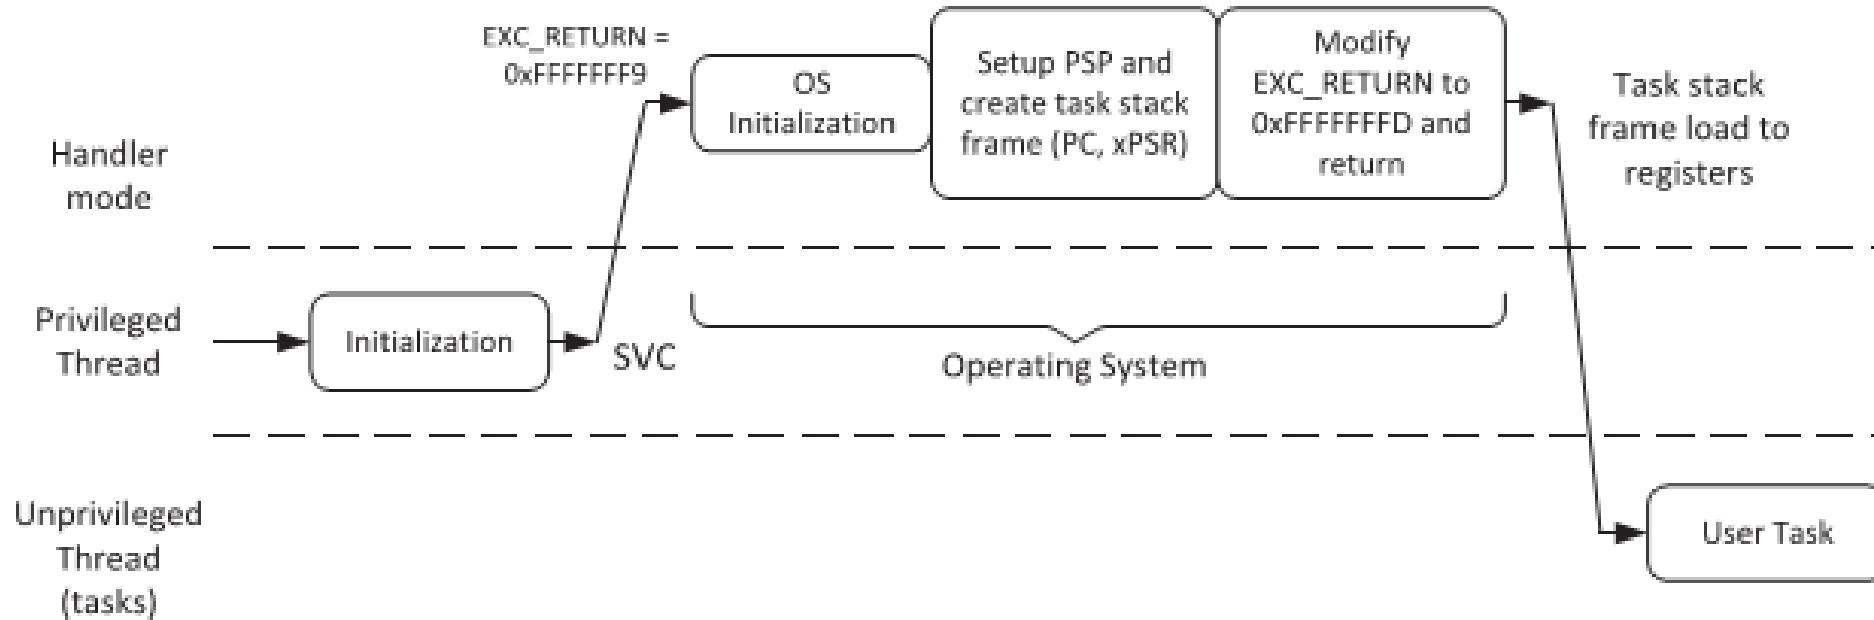 EXC_RETURN =
0xFFFFFFF9
OS
Initialization
Setup PSP and
create task stack
frame (PC, xPSR)
Modify
EXC_RETURN to
0xFFFFFFFD and
return
Task stack
frame load to
registers
Handler
mode
Privileged
Thread
Initialization
SVC
Operating System
Unprivileged
Thread
(tasks)
User Task